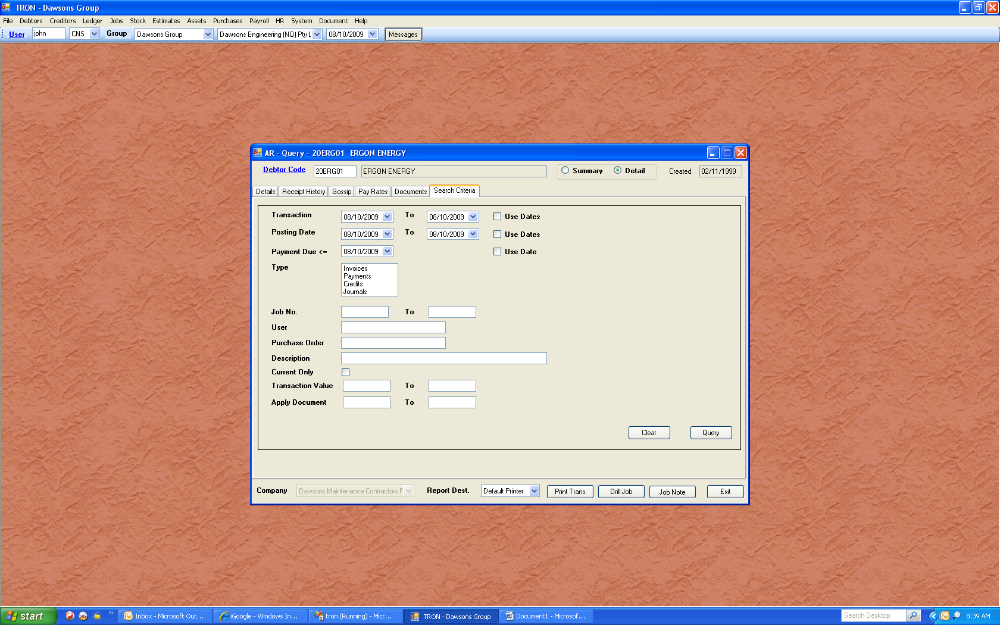 TRON - Dawsons Group
File Debtors Creditors Ledger Jobs Stock Estimates Assets Purchases Payroll HR System Document Help
User john CNS Group Dawsons Group Dawsons Engineering (NQ) Pty L 08/10/2009 Messages
AR - Query - 20ERG01 ERGON ENERGY
Debtor Code 20ERG01 ERGON ENERGY Summary Detail Created 02/11/1999
Details Receipt History Gossip Pay Rates Documents Search Criteria
Transaction 08/10/2009 To 08/10/2009 Use Dates
Posting Date 08/10/2009 To 08/10/2009 Use Dates
Payment Due <= 08/10/2009 Use Date
Type Invoices
Payments
Credits
Journals
Job No. To
User
Purchase Order
Description
Current Only
Transaction Value To
Apply Document To
Clear Query
Company Dawsons Maintenance Contractors P Report Dest. Default Printer Print Trans Drill Job Job Note Exit
start » Inbox - Microsoft Out... iGoogle - Windows In... tron (Running) - Micr... TRON - Dawsons Group Document1 - Microsof... Search Desktop 8:39 AM